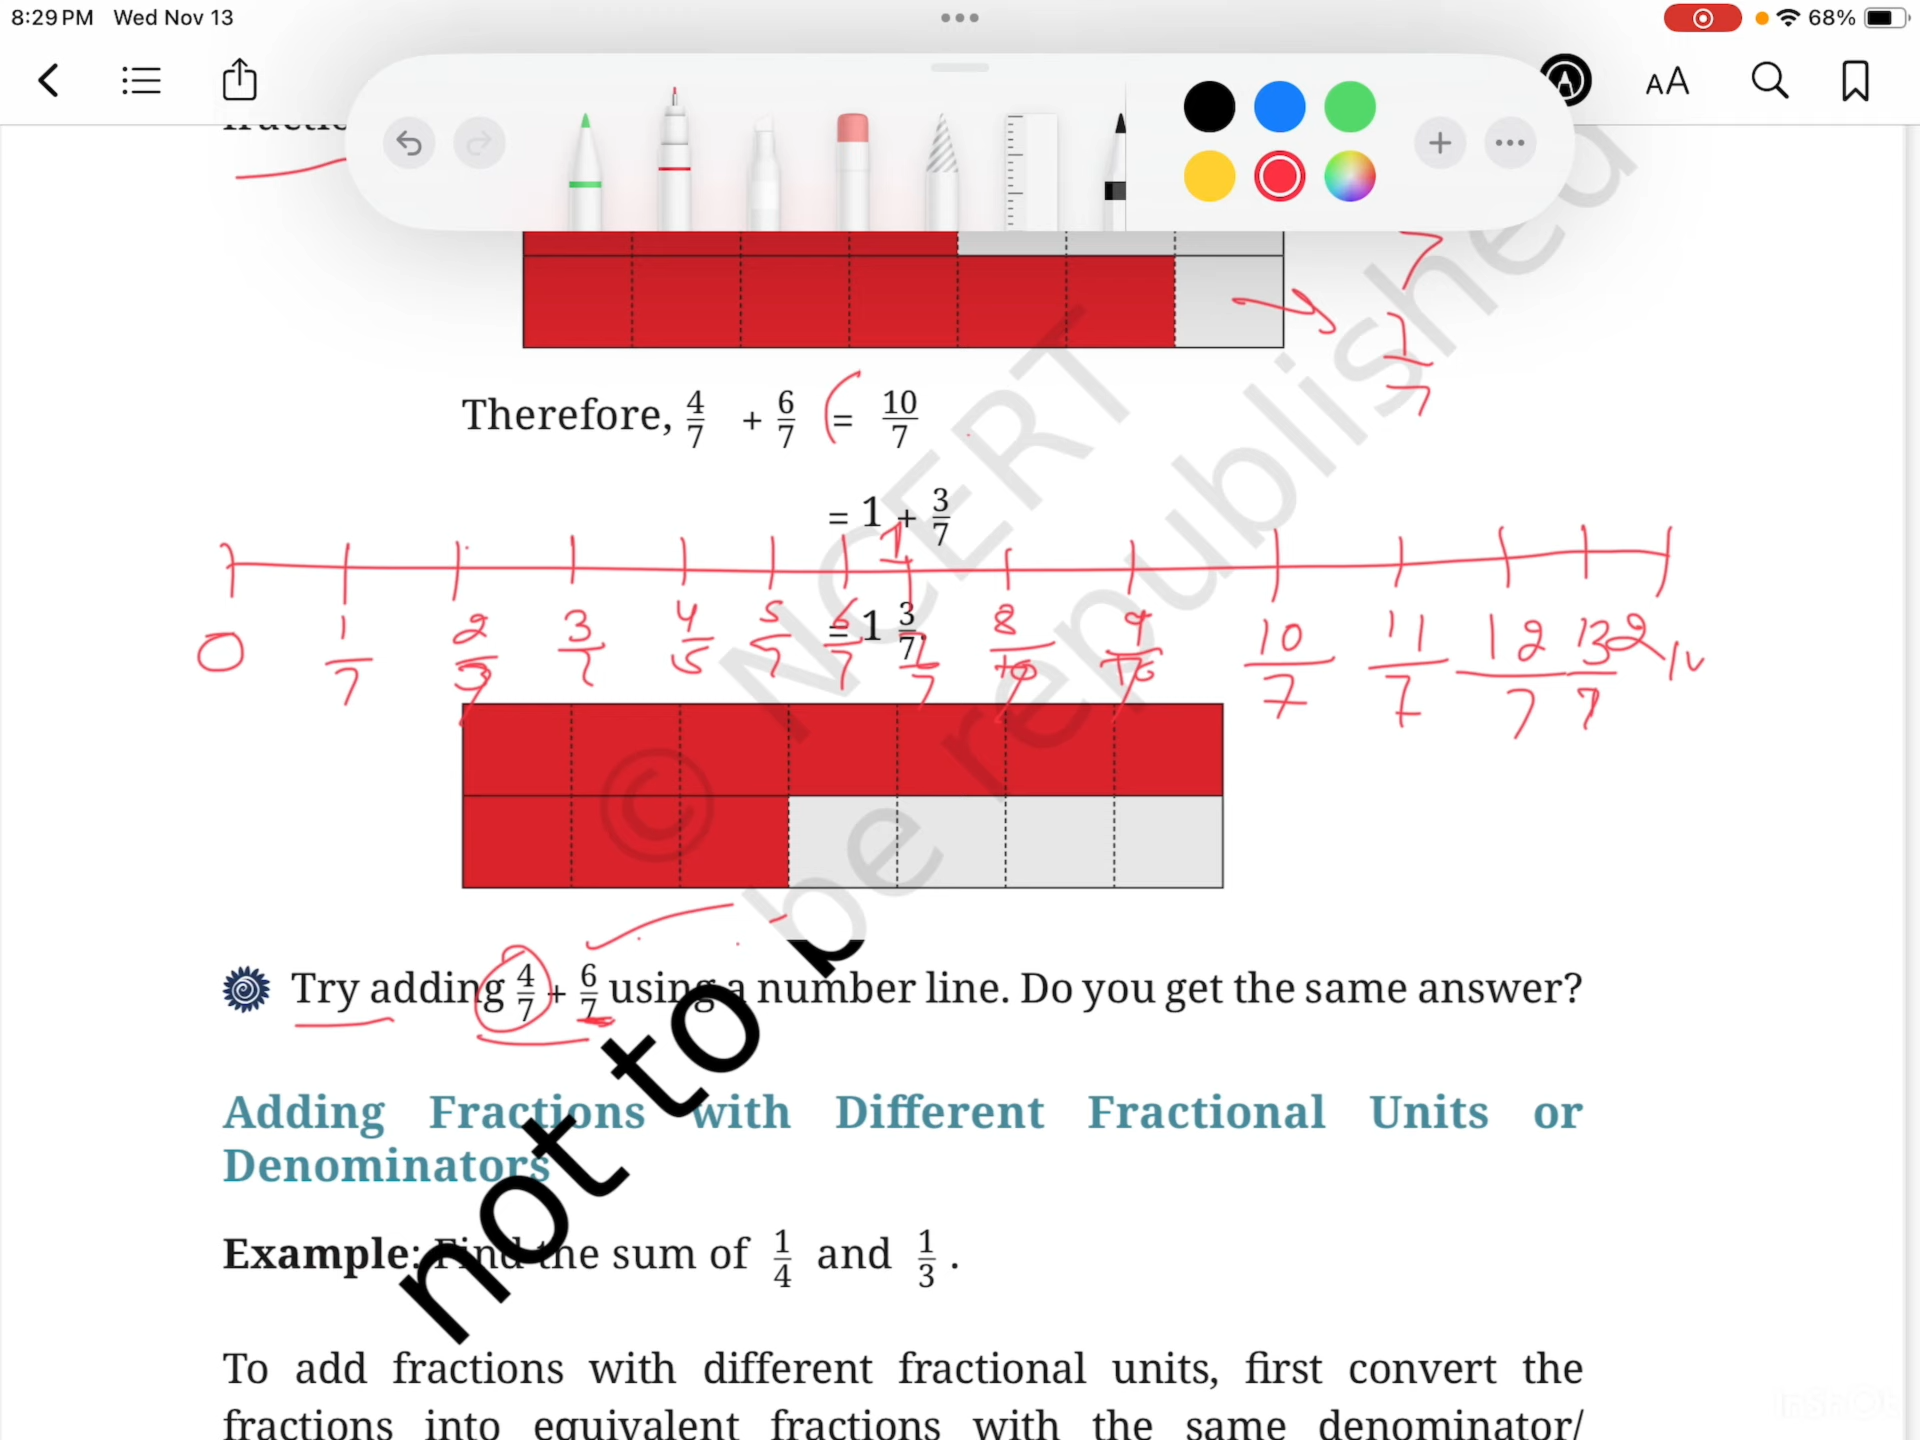 8:29 PM Wed Nov 13
68%
AA
7
1/7
Therefore, 4/7 + 6/7 = 10/7
= 1 + 3/7
1
= 1 3/7
0 1/7 2/7 3/7 4/5 5/7 6/7 7/7 8/7 9/7 10/7 11/7 12/7 13/7 2
Try adding 4/7 + 6/7 using a number line. Do you get the same answer?
Adding Fractions with Different Fractional Units or
Denominators
Example: Find the sum of 1/4 and 1/3.
To add fractions with different fractional units, first convert the
fractions into equivalent fractions with the same denominator/
© NCERT
not to be republished